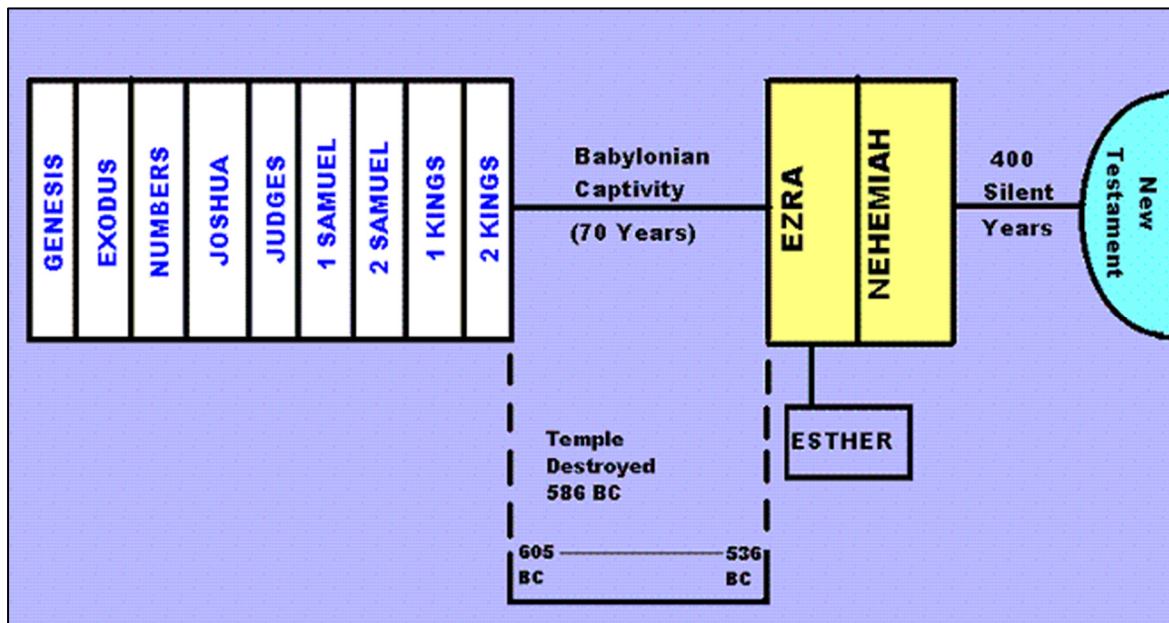 GENESIS
EXODUS
NUMBERS
JOSHUA
JUDGES
1 SAMUEL
2 SAMUEL
1 KINGS
2 KINGS
Babylonian
Captivity
(70 Years)
EZRA
NEHEMIAH
400
Silent
Years
New
Testament
ESTHER
Temple
Destroyed
586 BC
605
BC
536
BC